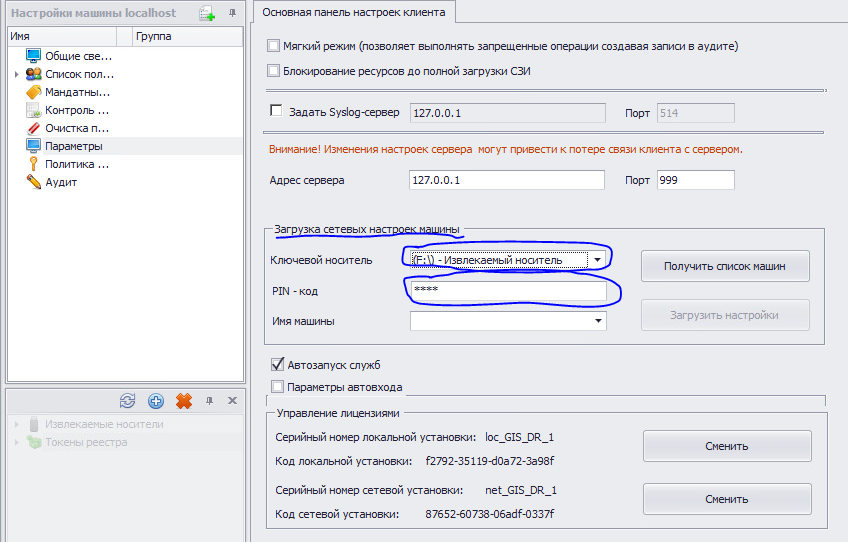 Настройки машины localhost
Имя Группа
Общие све...
Список пол...
Мандатны...
Контроль ...
Очистка п...
Параметры
Политика ...
Аудит
Извлекаемые носители
Токены реестра
Основная панель настроек клиента
Мягкий режим (позволяет выполнять запрещенные операции создавая записи в аудите)
Блокирование ресурсов до полной загрузки СЗИ
Задать Syslog-сервер 127.0.0.1 Порт 514
Внимание! Изменения настроек сервера могут привести к потере связи клиента с сервером.
Адрес сервера 127.0.0.1 Порт 999
Загрузка сетевых настроек машины
Ключевой носитель (F:\) - Извлекаемый носитель Получить список машин
PIN - код ****
Имя машины Загрузить настройки
Автозапуск служб
Параметры автовхода
Управление лицензиями
Серийный номер локальной установки: loc_GIS_DR_1 Сменить
Код локальной установки: f2792-35119-d0a72-3a98f
Серийный номер сетевой установки: net_GIS_DR_1 Сменить
Код сетевой установки: 87652-60738-06adf-0337f